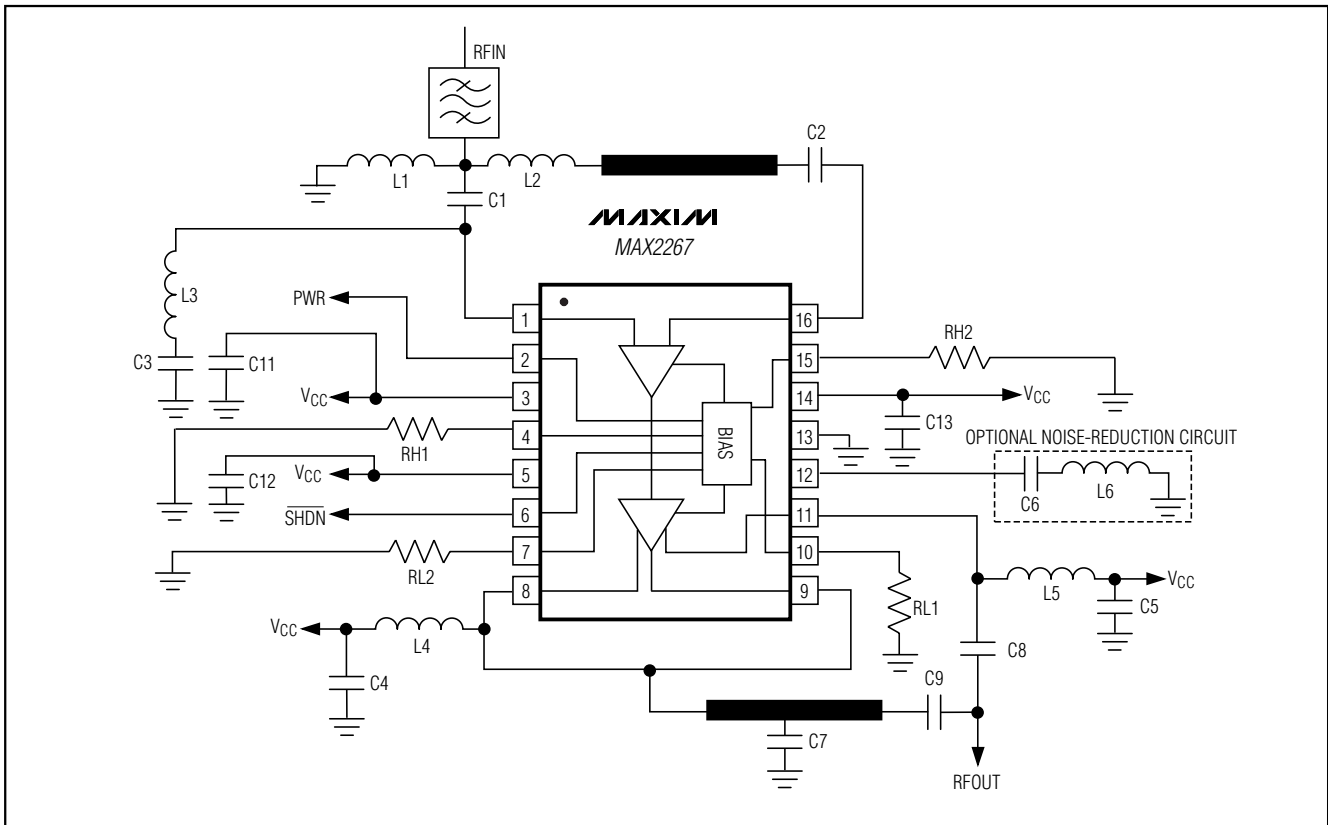 RFIN
C2
L1
L2
C1
MAXIM
MAX2267
L3
PWR
1
16
RH2
C3
C11
2
15
VCC
3
14
VCC
C13
RH1
4
BIAS
13
OPTIONAL NOISE-REDUCTION CIRCUIT
C12
VCC
5
12
C6
L6
SHDN
6
11
RL2
7
10
VCC
L5
C5
8
9
RL1
VCC
L4
C8
C4
C9
C7
RFOUT